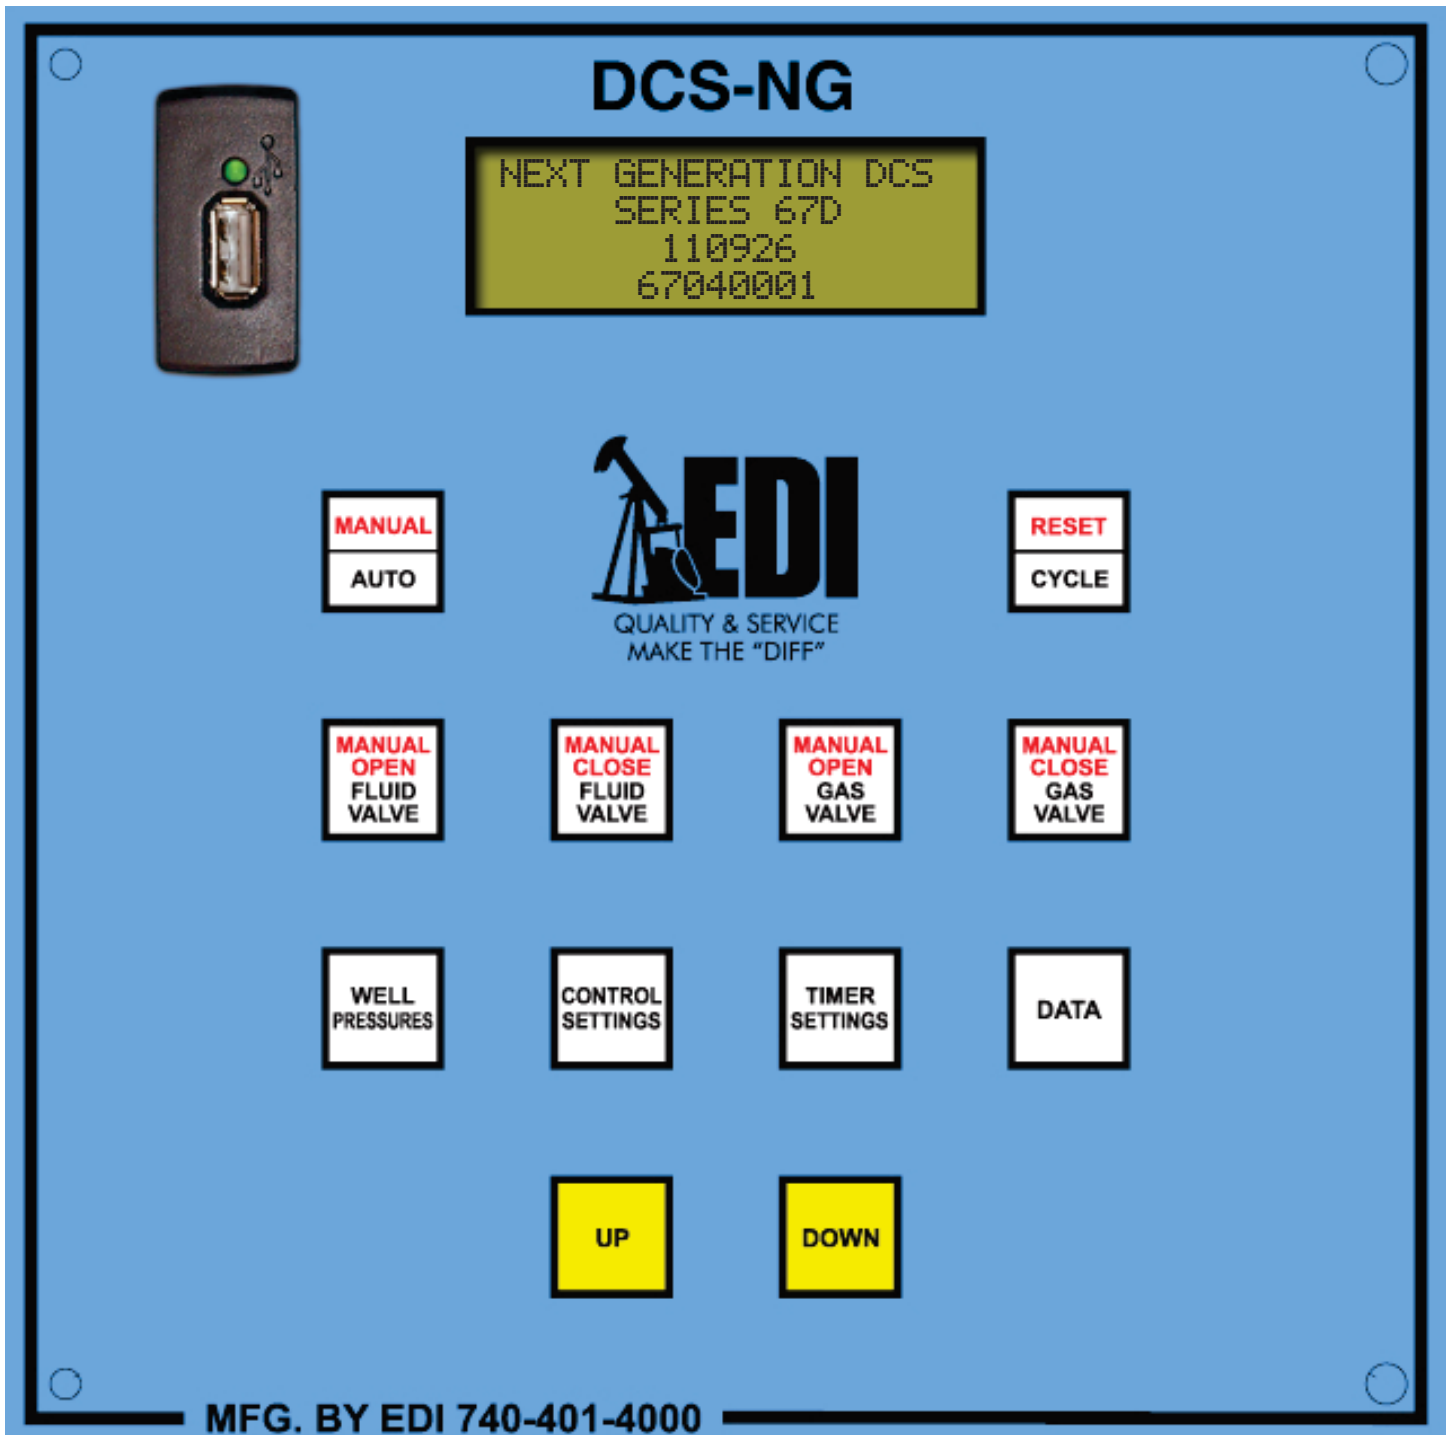 DCS-NG
NEXT GENERATION DCS
SERIES 67D
110926
67040001
EDI
QUALITY & SERVICE
MAKE THE “DIFF”
MANUAL
AUTO
RESET
CYCLE
MANUAL
OPEN
FLUID
VALVE
MANUAL
CLOSE
FLUID
VALVE
MANUAL
OPEN
GAS
VALVE
MANUAL
CLOSE
GAS
VALVE
WELL
PRESSURES
CONTROL
SETTINGS
TIMER
SETTINGS
DATA
UP
DOWN
MFG. BY EDI 740-401-4000